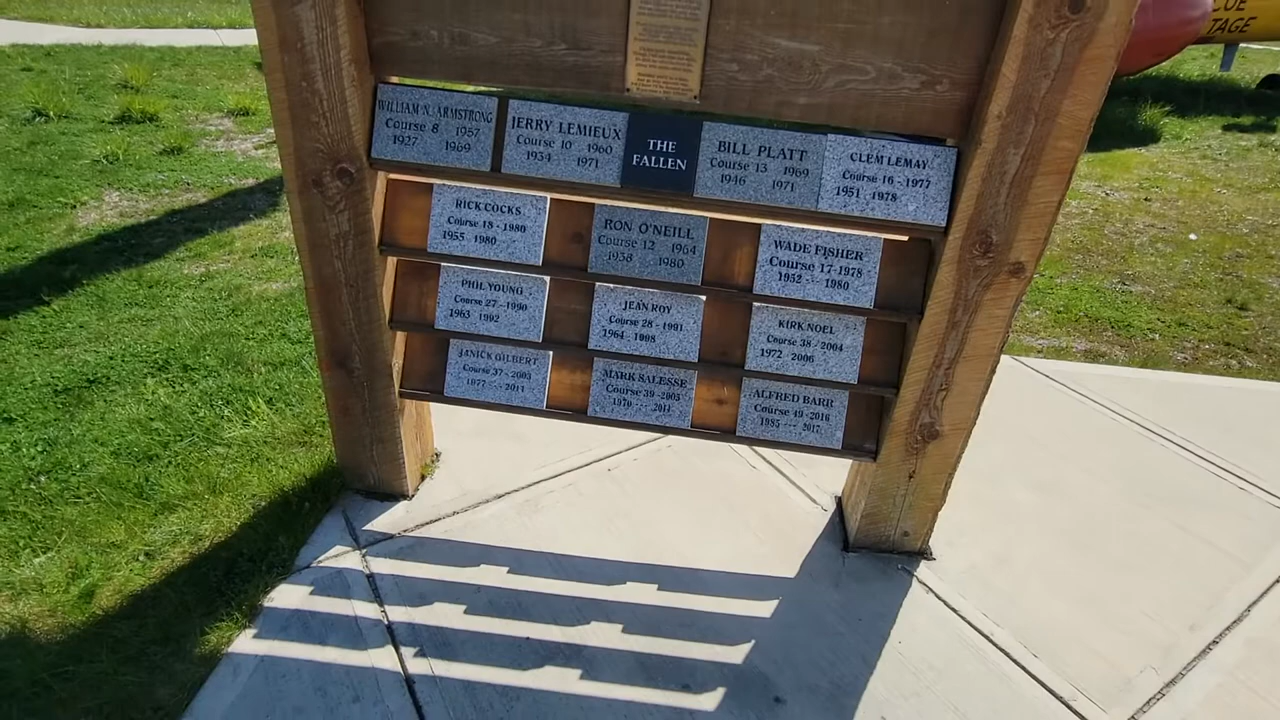 CUE
TAGE
WILLIAM N. ARMSTRONG
Course 8 1957
1927 1969
JERRY LEMIEUX
Course 10 1960
1934 1971
THE
FALLEN
BILL PLATT
Course 13 1969
1946 1971
CLEM LEMAY
Course 16 - 1977
1951 1978
RICK COCKS
Course 18 - 1980
1955 1980
RON O'NEILL
Course 12 1964
1938 1980
WADE FISHER
Course 17-1978
1952 --- 1980
PHIL YOUNG
Course 27 - 1990
1963 1992
JEAN ROY
Course 28 - 1991
1964 - 1998
KIRK NOEL
Course 38 - 2004
1972 2006
JANICK GILBERT
Course 37 - 2003
1977 --- 2011
MARK SALESSE
Course 39 -2005
ALFRED BARR
Course 49 -2016
1985 --- 2017